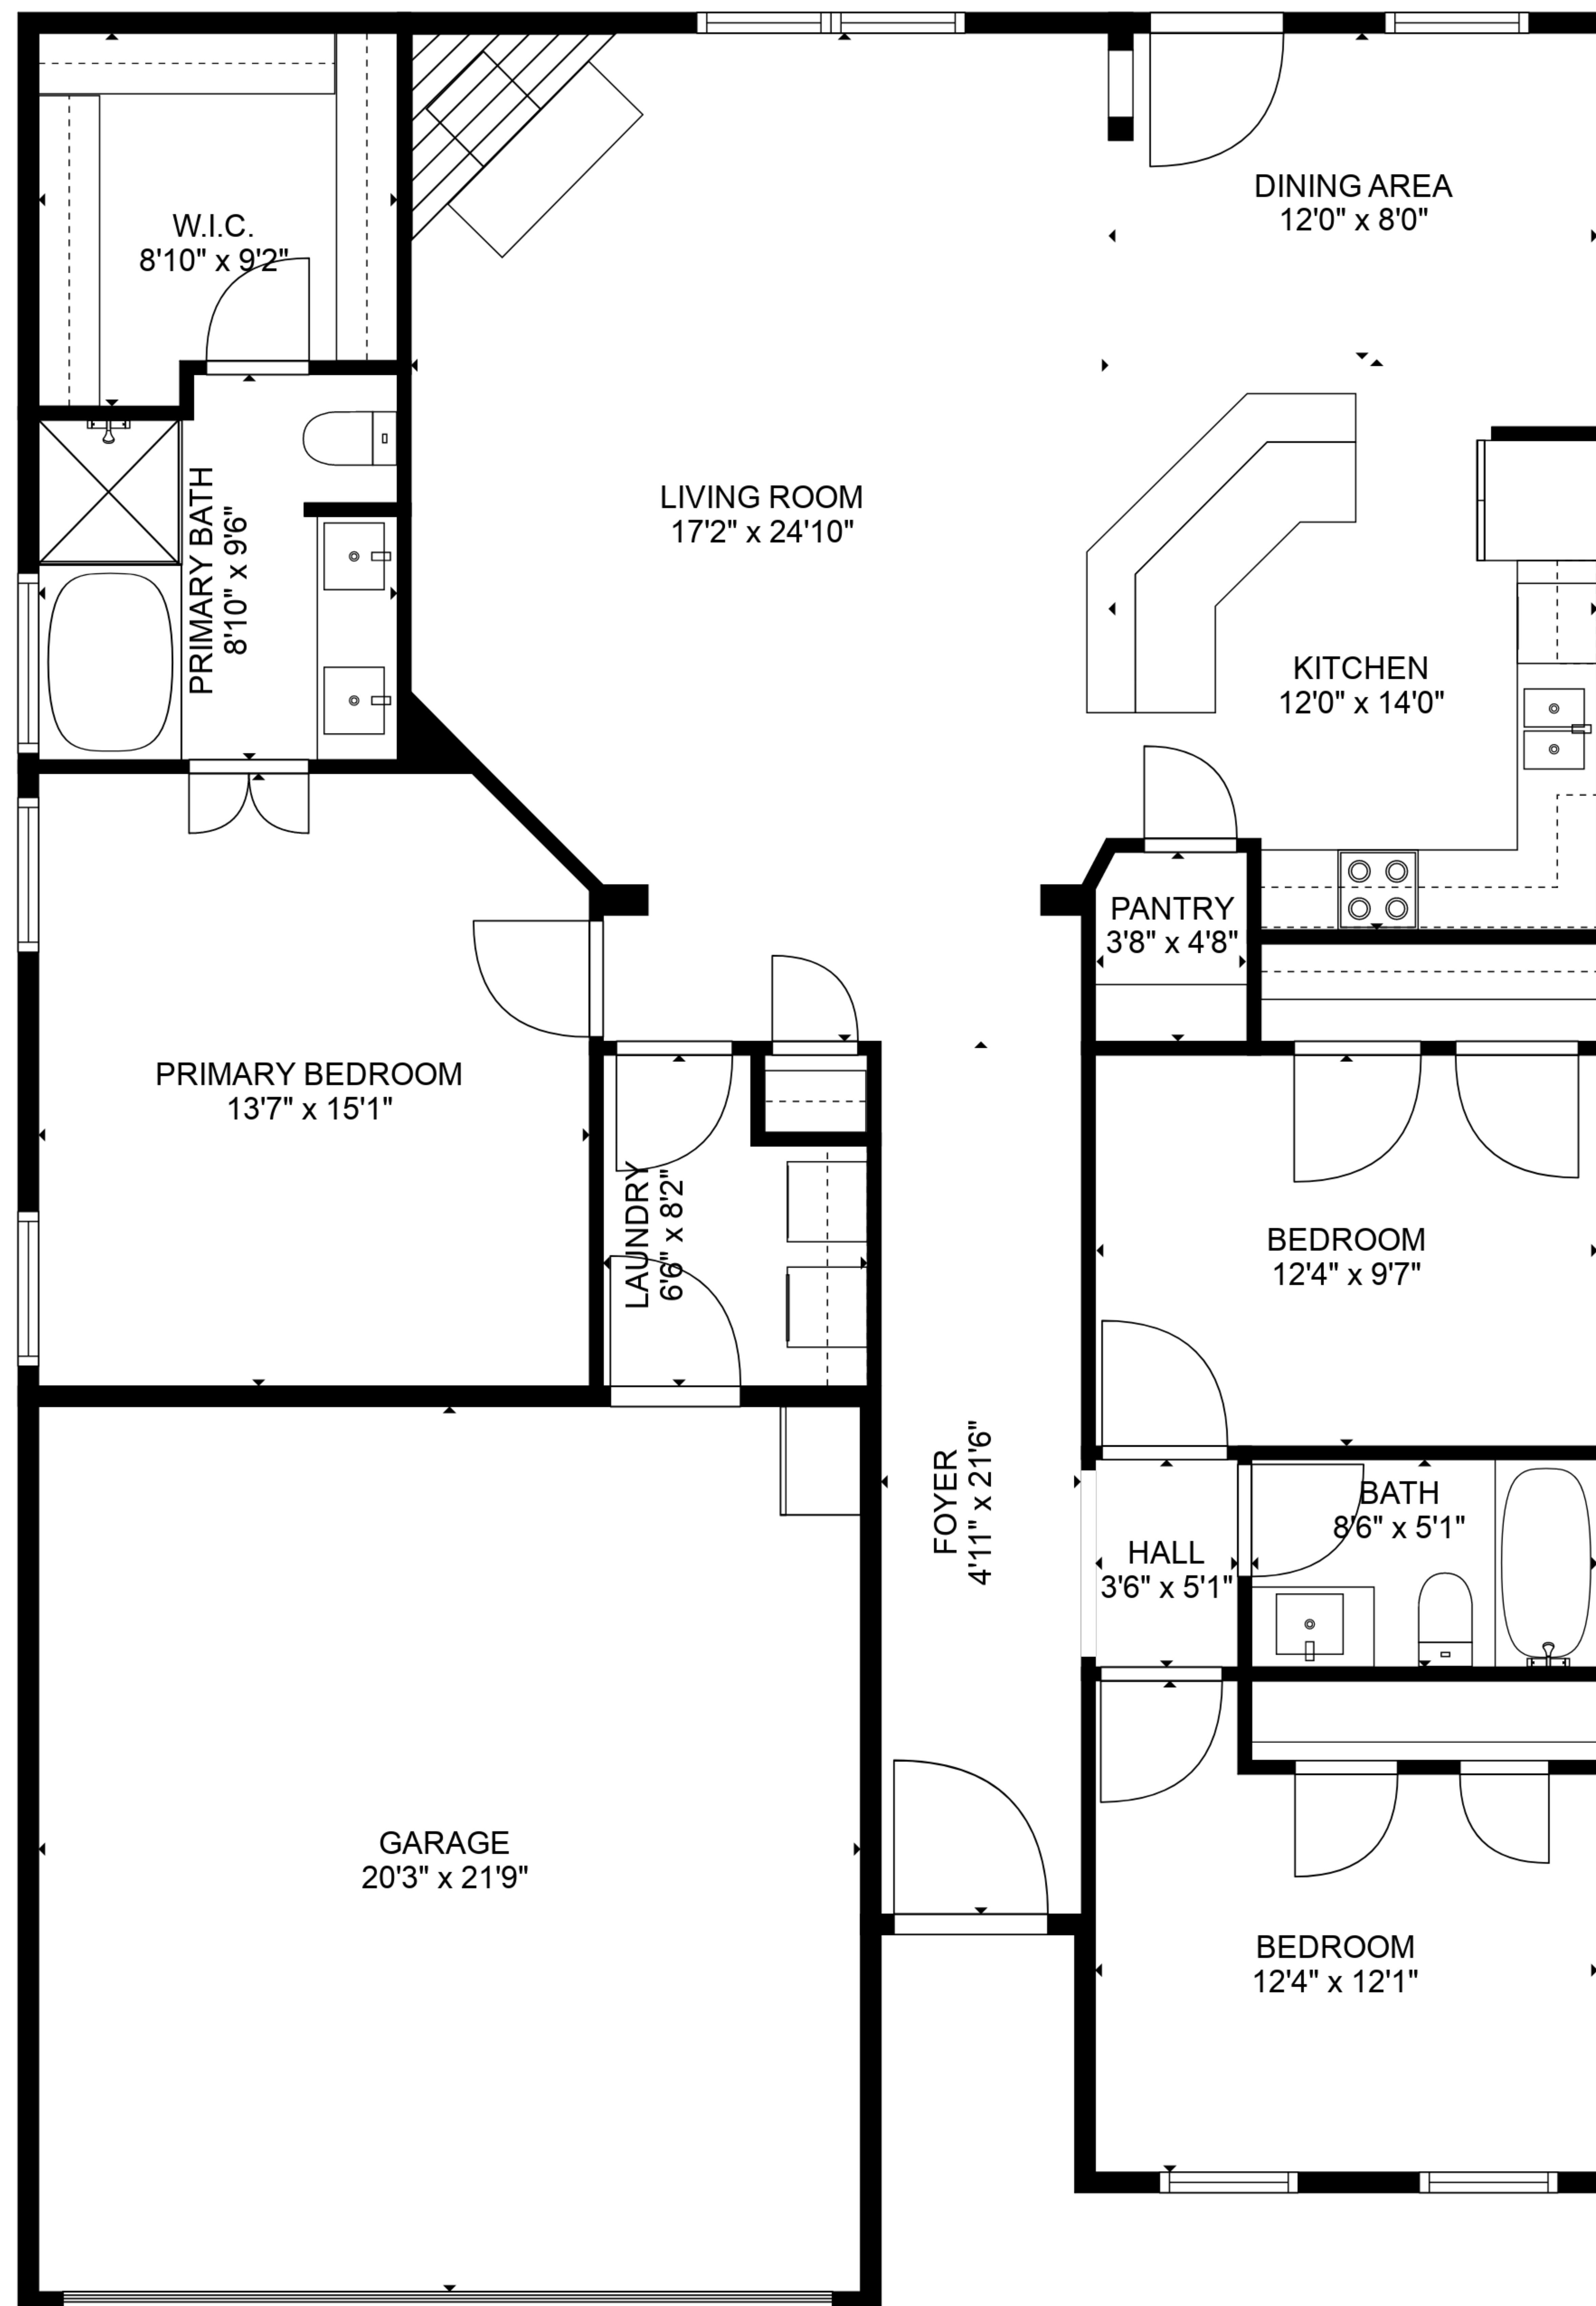 DINING AREA
12'0" x 8'0"
W.I.C.
8'10" x 9'2"
LIVING ROOM
17'2" x 24'10"
PRIMARY BATH
8'10" x 9'6"
KITCHEN
12'0" x 14'0"
PANTRY
3'8" x 4'8"
PRIMARY BEDROOM
13'7" x 15'1"
LAUNDRY
6'6" x 8'2"
BEDROOM
12'4" x 9'7"
FOYER
4'11" x 21'6"
BATH
8'6" x 5'1"
HALL
3'6" x 5'1"
GARAGE
20'3" x 21'9"
BEDROOM
12'4" x 12'1"